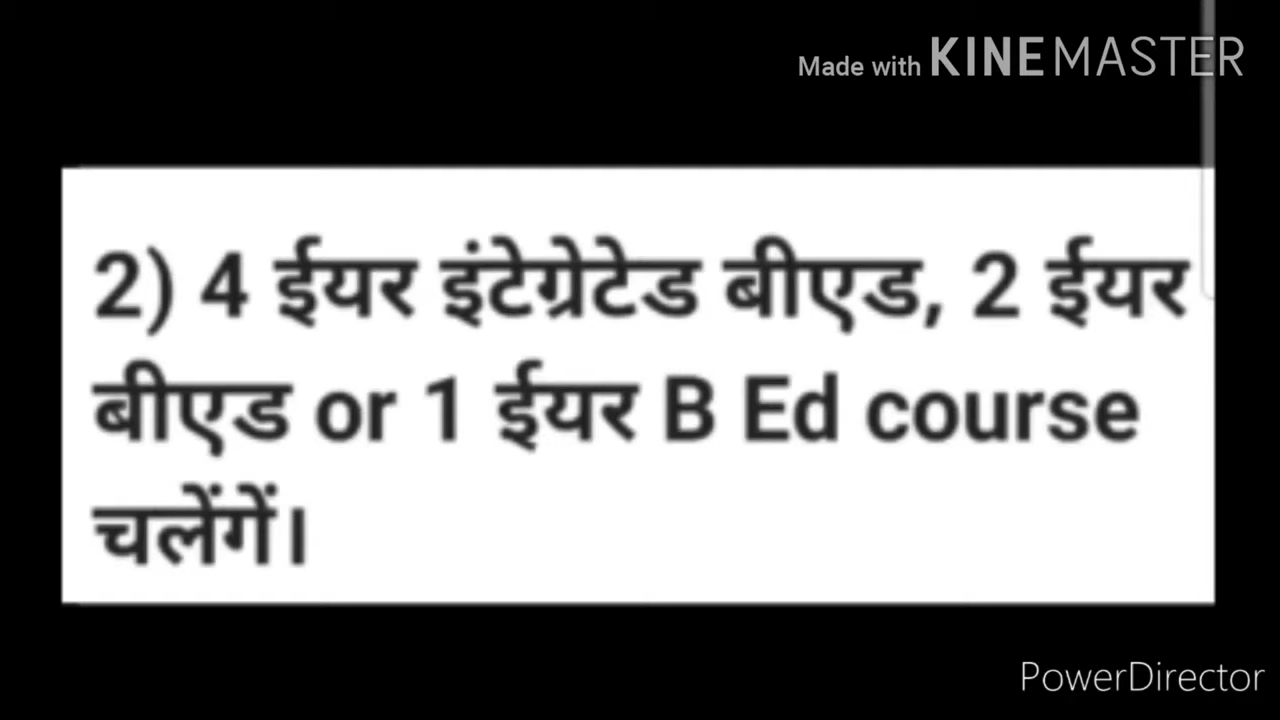 Made with KINEMASTER
2) 4 ईयर इंटेग्रेटेड बीएड, 2 ईयर
बीएड or 1 ईयर B Ed course
चलेंगें।
PowerDirector